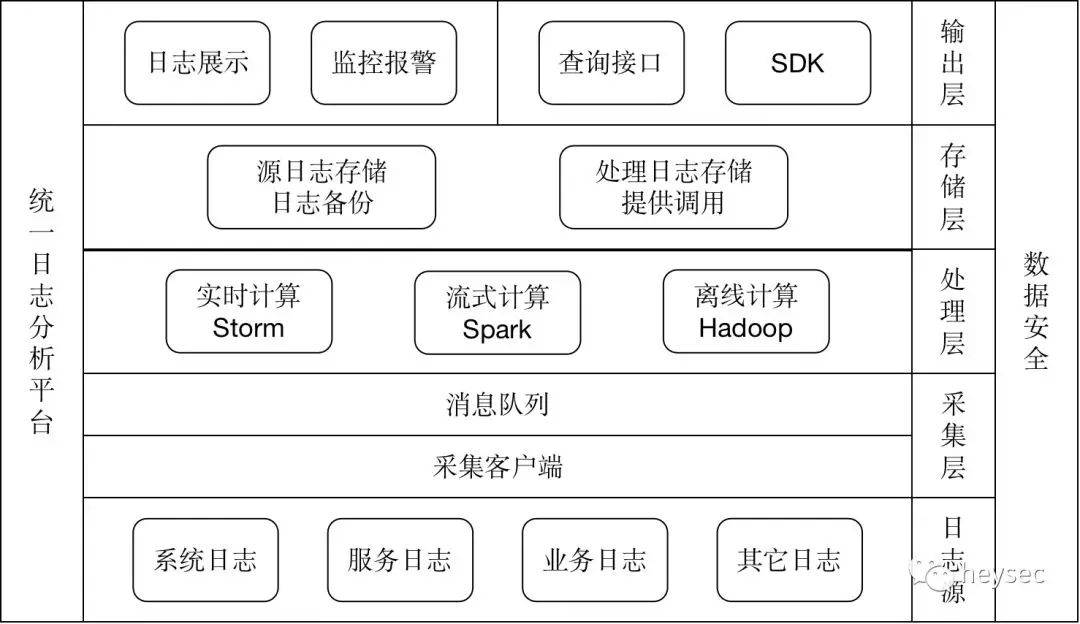 统一日志分析平台
日志展示
监控报警
查询接口
SDK
输出层
源日志存储
日志备份
处理日志存储
提供调用
存储层
实时计算
Storm
流式计算
Spark
离线计算
Hadoop
处理层
消息队列
采集客户端
采集层
系统日志
服务日志
业务日志
其它日志
日志源
数据安全
heysec